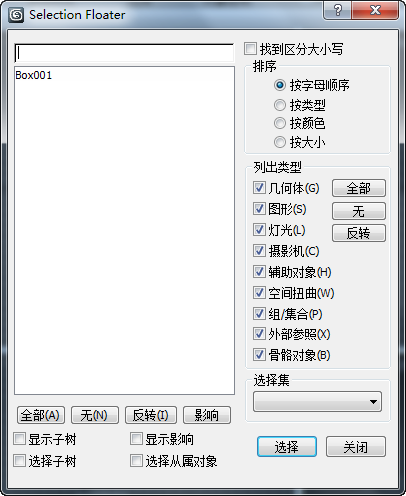 Selection Floater
Box001
全部(A)
无(N)
反转(I)
影响
显示子树
显示影响
选择子树
选择从属对象
找到区分大小写
排序
按字母顺序
按类型
按颜色
按大小
列出类型
几何体(G)
全部
图形(S)
无
灯光(L)
反转
摄影机(C)
辅助对象(H)
空间扭曲(W)
组/集合(P)
外部参照(X)
骨骼对象(B)
选择集
选择
关闭